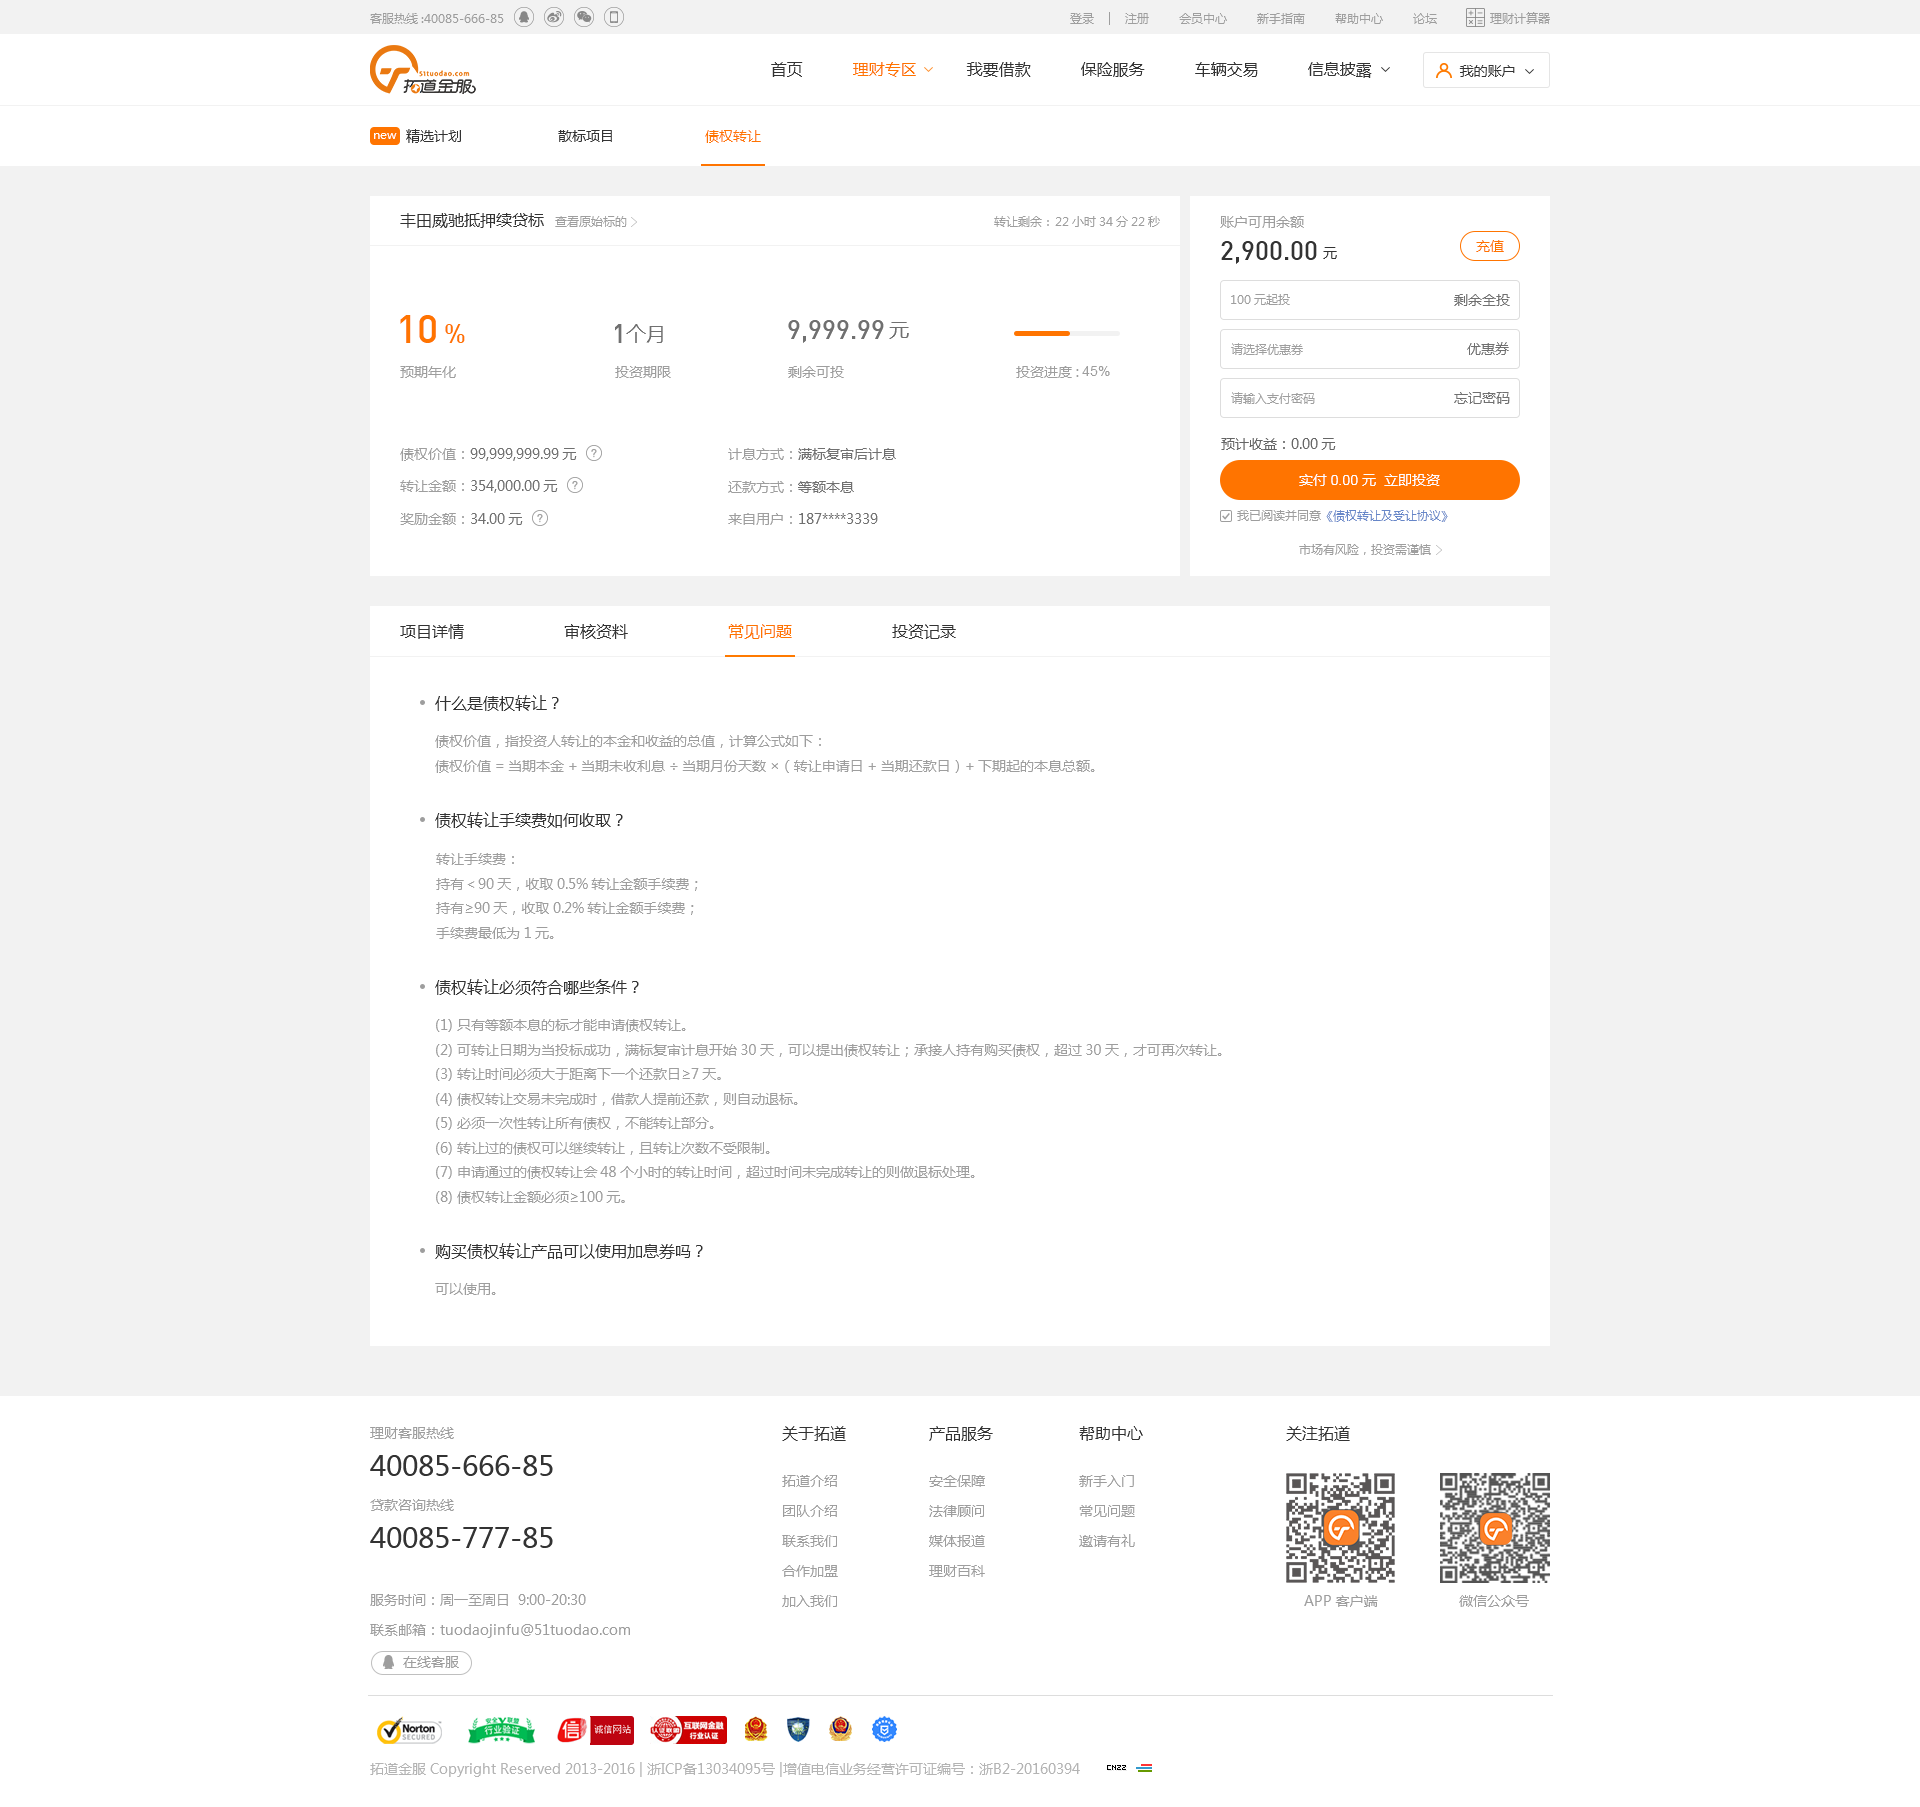 客服热线 :40085-666-85
登录 | 注册 会员中心 新手指南 帮助中心 论坛 理财计算器
51tuodao.com
拓道金服
首页 理财专区 我要借款 保险服务 车辆交易 信息披露 我的账户
new 精选计划 散标项目 债权转让
丰田威驰抵押续贷标 查看原始标的 转让剩余：22 小时 34 分 22 秒
10 % 1个月 9,999.99 元
预期年化 投资期限 剩余可投 投资进度 : 45%
债权价值：99,999,999.99 元 ? 计息方式：满标复审后计息
转让金额：354,000.00 元 ? 还款方式：等额本息
奖励金额：34.00 元 ? 来自用户：187****3339
账户可用余额
2,900.00 元 充值
100 元起投 剩余全投
请选择优惠券 优惠券
请输入支付密码 忘记密码
预计收益：0.00 元
实付 0.00 元 立即投资
我已阅读并同意《债权转让及受让协议》
市场有风险，投资需谨慎
项目详情 审核资料 常见问题 投资记录
什么是债权转让？
债权价值，指投资人转让的本金和收益的总值，计算公式如下：
债权价值 = 当期本金 + 当期未收利息 ÷ 当期月份天数 ×（ 转让申请日 + 当期还款日 ）+ 下期起的本息总额。
债权转让手续费如何收取？
转让手续费：
持有＜90 天，收取 0.5% 转让金额手续费；
持有≥90 天，收取 0.2% 转让金额手续费；
手续费最低为 1 元。
债权转让必须符合哪些条件？
(1) 只有等额本息的标才能申请债权转让。
(2) 可转让日期为当投标成功，满标复审计息开始 30 天，可以提出债权转让；承接人持有购买债权，超过 30 天，才可再次转让。
(3) 转让时间必须大于距离下一个还款日≥7 天。
(4) 债权转让交易未完成时，借款人提前还款，则自动退标。
(5) 必须一次性转让所有债权，不能转让部分。
(6) 转让过的债权可以继续转让，且转让次数不受限制。
(7) 申请通过的债权转让会 48 个小时的转让时间，超过时间未完成转让的则做退标处理。
(8) 债权转让金额必须≥100 元。
购买债权转让产品可以使用加息券吗？
可以使用。
理财客服热线
40085-666-85
贷款咨询热线
40085-777-85
服务时间：周一至周日 9:00-20:30
联系邮箱：tuodaojinfu@51tuodao.com
在线客服
关于拓道
拓道介绍
团队介绍
联系我们
合作加盟
加入我们
产品服务
安全保障
法律顾问
媒体报道
理财百科
帮助中心
新手入门
常见问题
邀请有礼
关注拓道
APP 客户端 微信公众号
Norton SECURED
安全V联盟 行业验证
信 诚信网站
互联网金融 行业认证
拓道金服 Copyright Reserved 2013-2016 | 浙ICP备13034095号 |增值电信业务经营许可证编号：浙B2-20160394 CNZZ